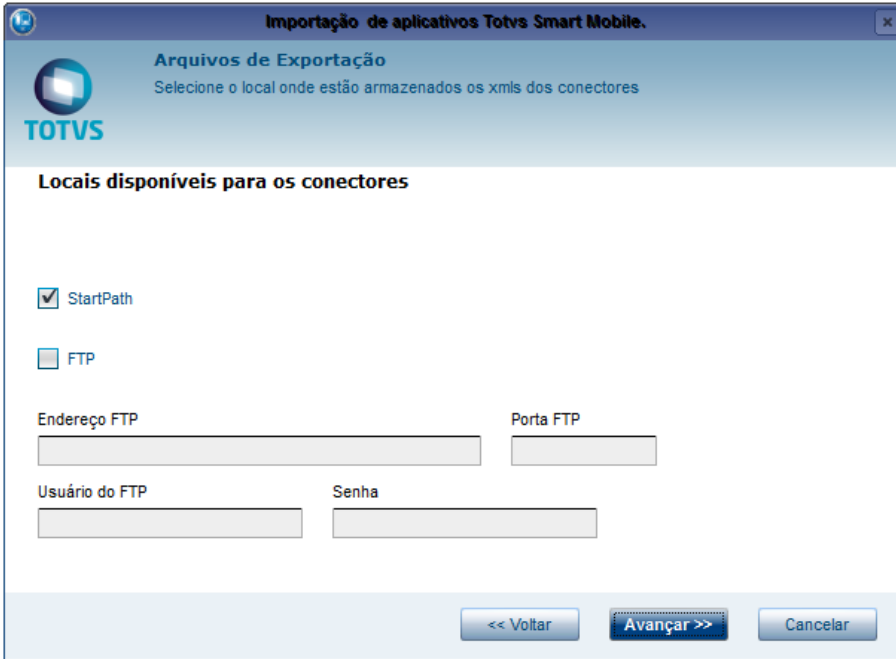 Importação de aplicativos Totvs Smart Mobile.
Arquivos de Exportação
Selecione o local onde estão armazenados os xmls dos conectores
TOTVS
Locais disponíveis para os conectores
StartPath
FTP
Endereço FTP Porta FTP
Usuário do FTP Senha
<< Voltar Avançar >> Cancelar